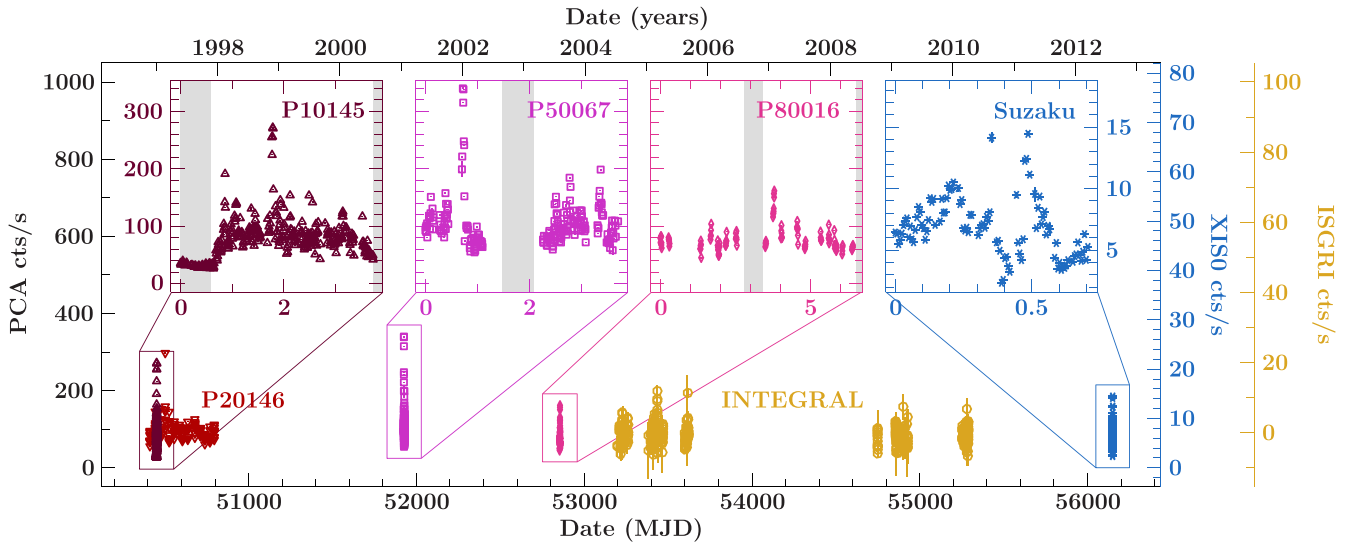 Date (years)
1998 2000 2002 2004 2006 2008 2010 2012
PCA cts/s
1000
800
600
400
200
0
P10145
300
200
100
0
0 2
P50067
0 2
P80016
0 5
Suzaku
15
10
5
0 0.5
80
70
60
50
40
30
20
10
0
XIS0 cts/s
100
80
60
40
20
0
ISGRI cts/s
P20146
INTEGRAL
51000 52000 53000 54000 55000 56000
Date (MJD)